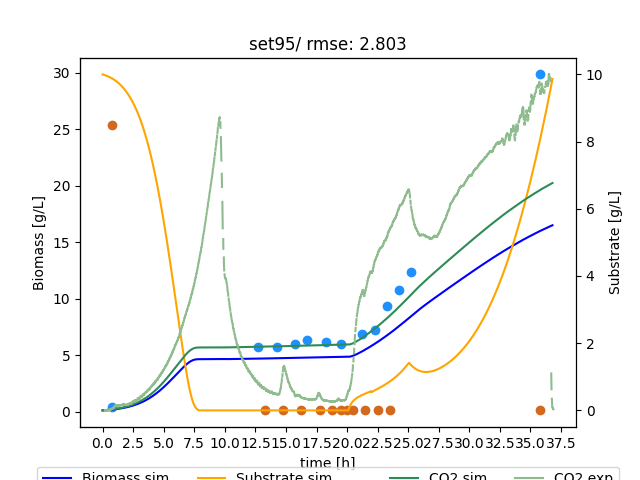 set95/ rmse: 2.803
30
25
20
15
10
5
0
Biomass [g/L]
10
8
6
4
2
0
Substrate [g/L]
0.0 2.5 5.0 7.5 10.0 12.5 15.0 17.5 20.0 22.5 25.0 27.5 30.0 32.5 35.0 37.5
time [h]
Biomass sim Substrate sim CO2 sim CO2 exp